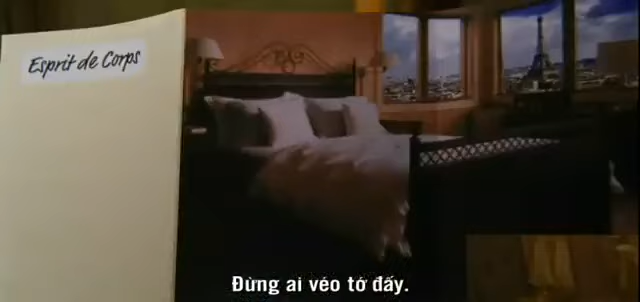 Esprit de Corps
Đừng ai véo tớ đấy.